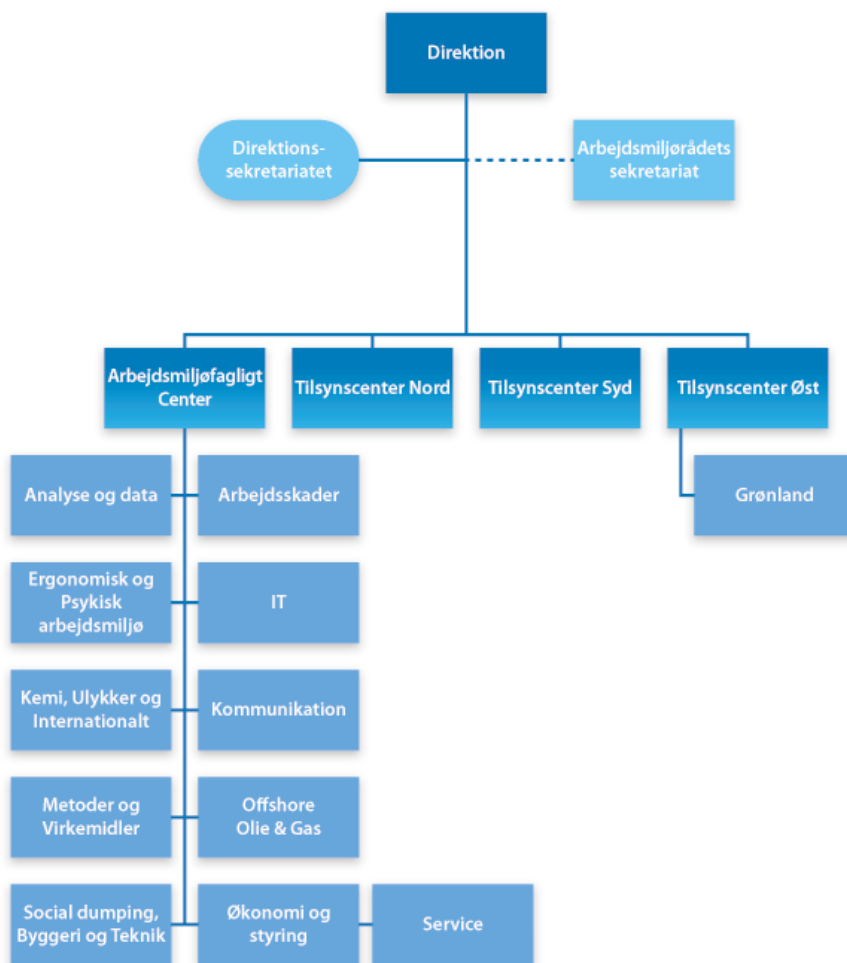 Direktion
Direktions-
sekretariatet
Arbejdsmiljørådets
sekretariat
Arbejdsmiljøfagligt
Center
Tilsynscenter Nord
Tilsynscenter Syd
Tilsynscenter Øst
Analyse og data
Arbejdsskader
Grønland
Ergonomisk og
Psykisk
arbejdsmiljø
IT
Kemi, Ulykker og
Internationalt
Kommunikation
Metoder og
Virkemidler
Offshore
Olie & Gas
Social dumping,
Byggeri og Teknik
Økonomi og
styring
Service